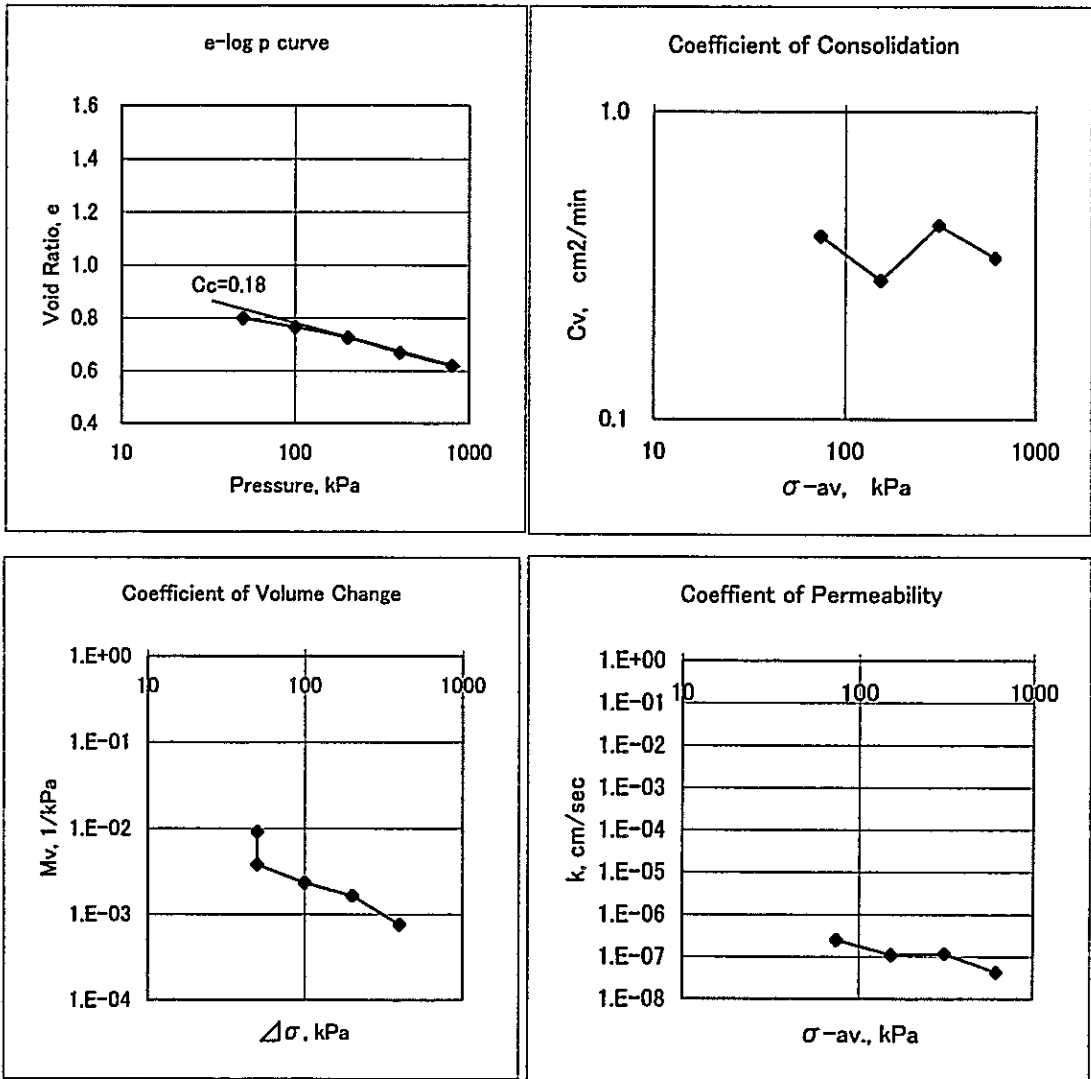 e-log p curve
1.6
1.4
1.2
1.0
0.8
0.6
0.4
Void Ratio, e
Cc=0.18
10 100 1000
Pressure, kPa
Coefficient of Consolidation
1.0
0.1
Cv, cm2/min
10 100 1000
σ-av, kPa
Coefficient of Volume Change
1.E+00
1.E-01
1.E-02
1.E-03
1.E-04
Mv, 1/kPa
10 100 1000
⊿σ, kPa
Coeffient of Permeability
1.E+00
1.E-01
1.E-02
1.E-03
1.E-04
1.E-05
1.E-06
1.E-07
1.E-08
k, cm/sec
10 100 1000
σ-av., kPa